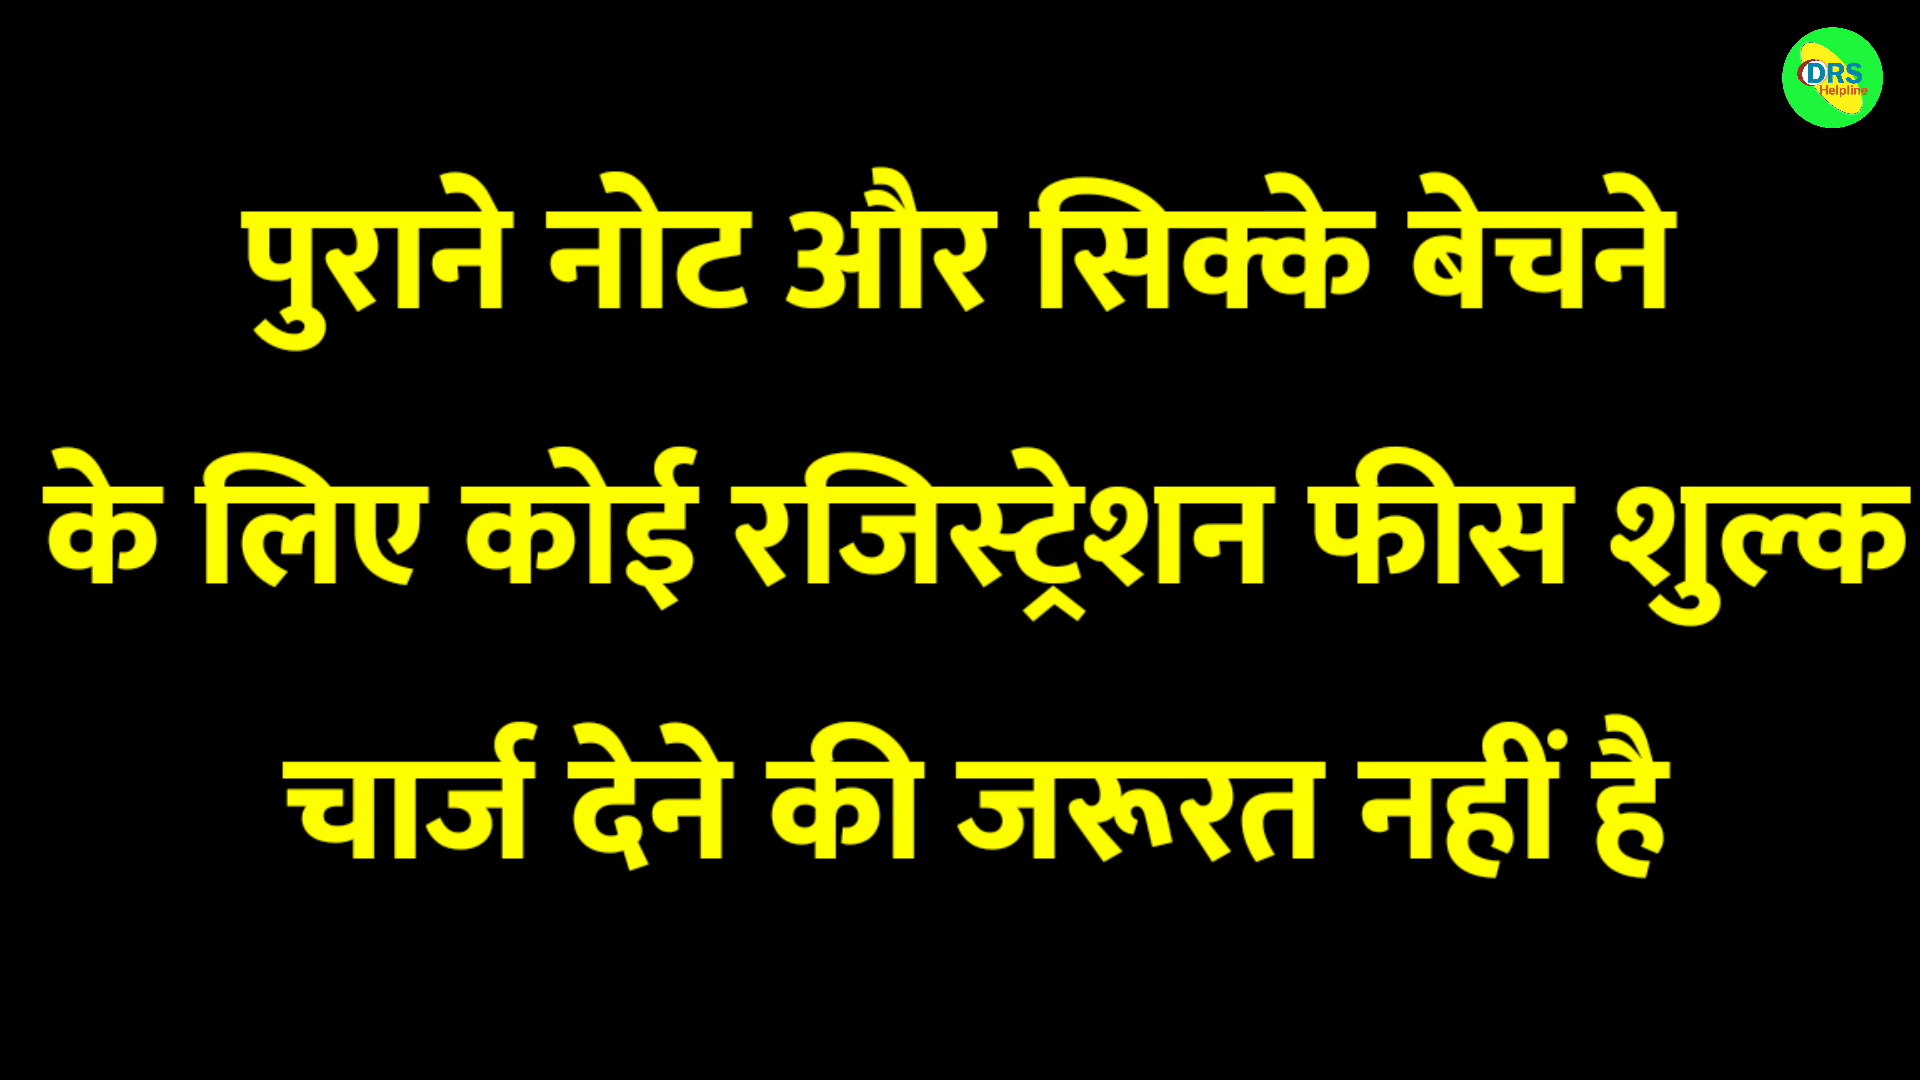 DRS
Helpline
पुराने नोट और सिक्के बेचने
के लिए कोई रजिस्ट्रेशन फीस शुल्क
चार्ज देने की जरूरत नहीं है